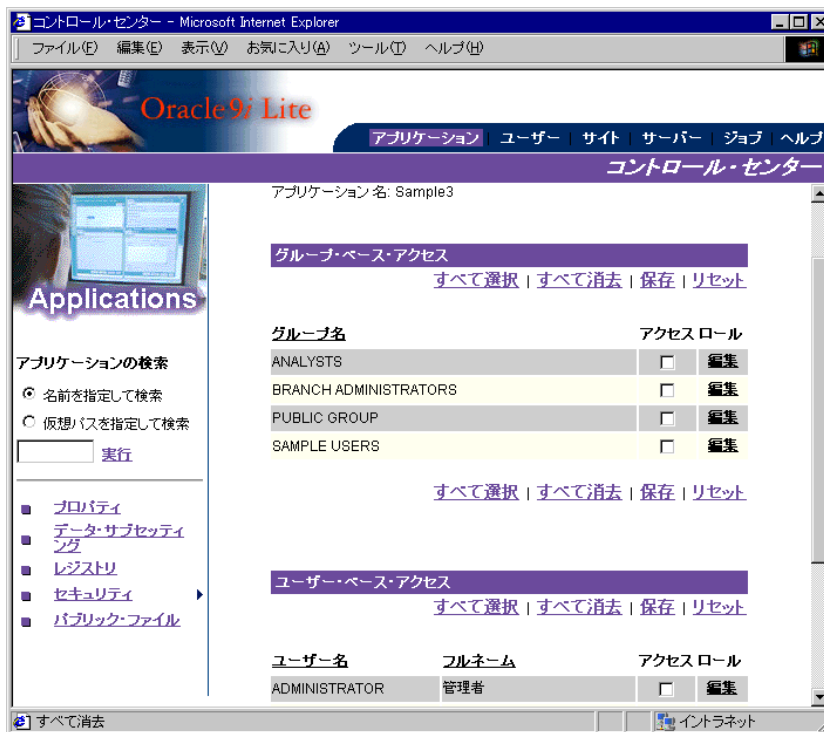 コントロール・センター - Microsoft Internet Explorer
ファイル(F) 編集(E) 表示(V) お気に入り(A) ツール(T) ヘルプ(H)
Oracle9i Lite
アプリケーション ユーザー サイト サーバー ジョブ ヘルプ
コントロール・センター
Applications
アプリケーションの検索
名前を指定して検索
仮想パスを指定して検索
実行
プロパティ
データ・サブセッティ
ング
レジストリ
セキュリティ
パブリック・ファイル
アプリケーション名: Sample3
グループ・ベース・アクセス
すべて選択 | すべて消去 | 保存 | リセット
グループ名 アクセス ロール
ANALYSTS 編集
BRANCH ADMINISTRATORS 編集
PUBLIC GROUP 編集
SAMPLE USERS 編集
すべて選択 | すべて消去 | 保存 | リセット
ユーザー・ベース・アクセス
すべて選択 | すべて消去 | 保存 | リセット
ユーザー名 フルネーム アクセス ロール
ADMINISTRATOR 管理者 編集
すべて消去 イントラネット